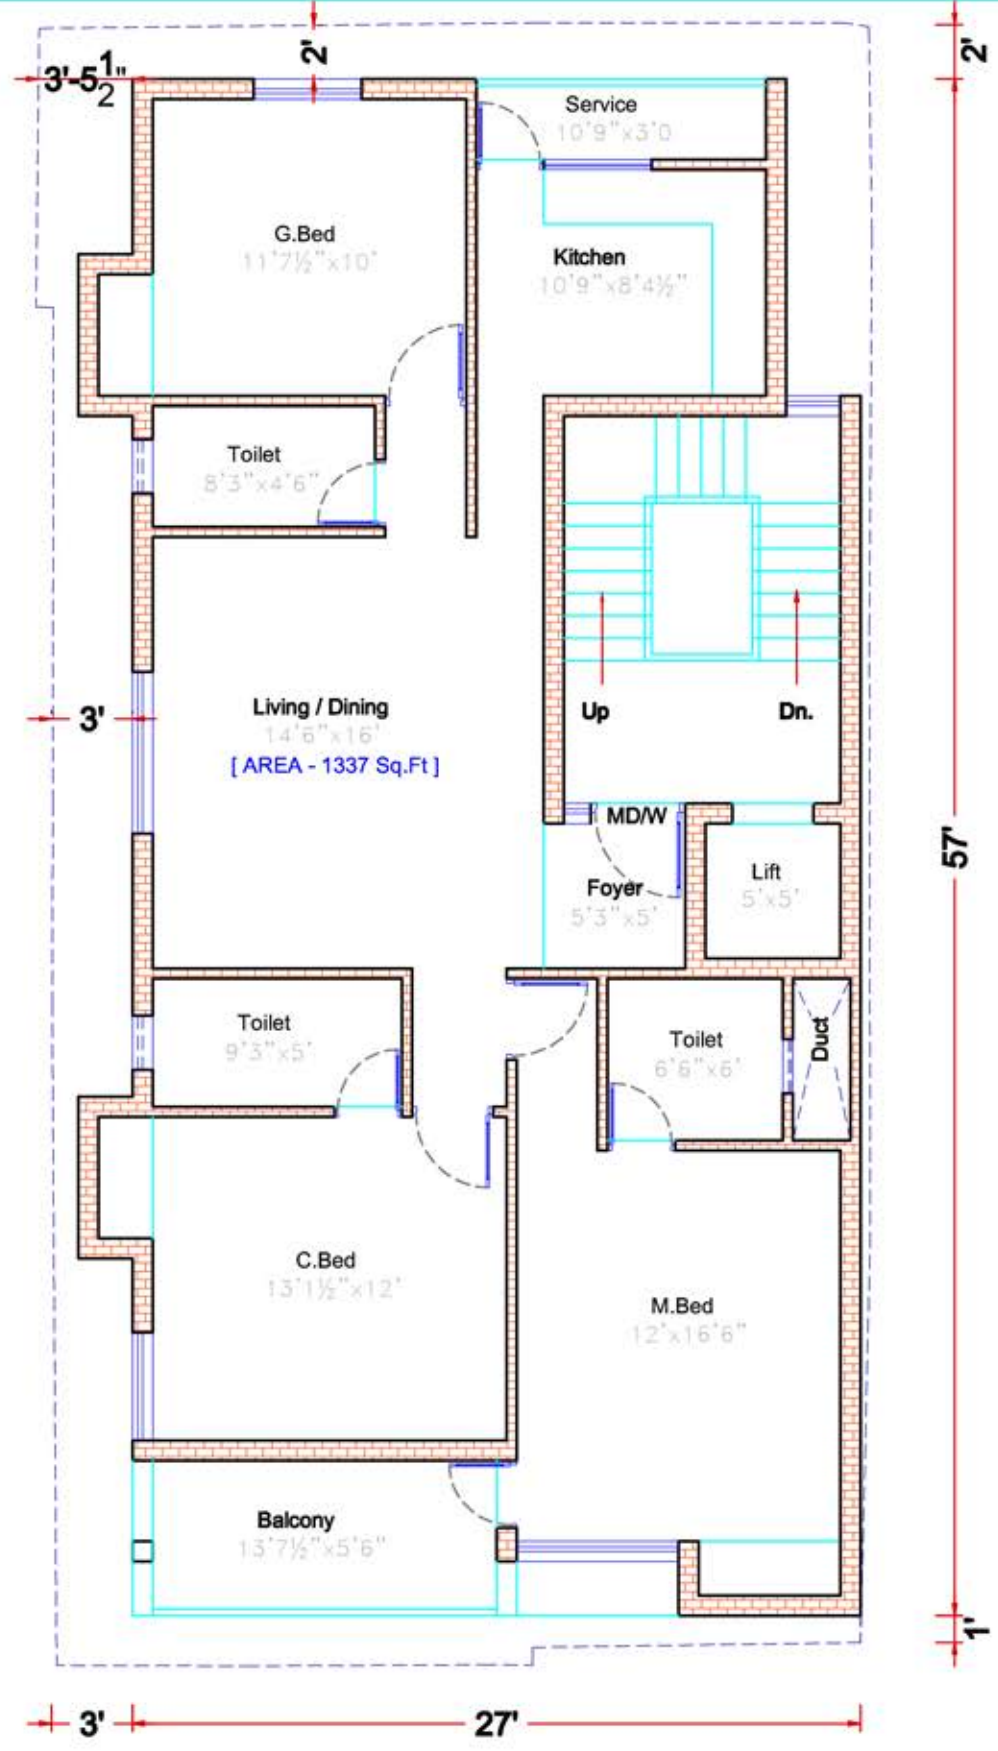 2'
2'
3'-5 1/2"
Service
10'9"x3'0
G.Bed
11'7½"x10'
Kitchen
10'9"x8'4½"
Toilet
8'3"x4'6"
Living / Dining
14'6"x16'
[ AREA - 1337 Sq.Ft ]
3'
Up
Dn.
MD/W
Foyer
5'3"x5'
Lift
5'x5'
57'
Toilet
9'3"x5'
Toilet
6'6"x6'
Duct
C.Bed
13'1½"x12'
M.Bed
12'x16'6"
Balcony
13'7½"x5'6"
1'
3'
27'